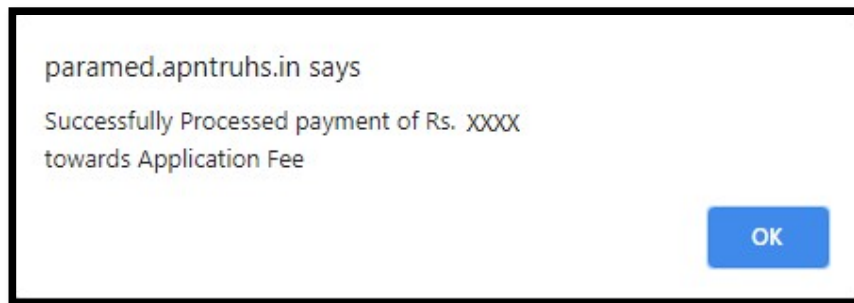 paramed.apntruhs.in says
Successfully Processed payment of Rs. XXXX
towards Application Fee
OK